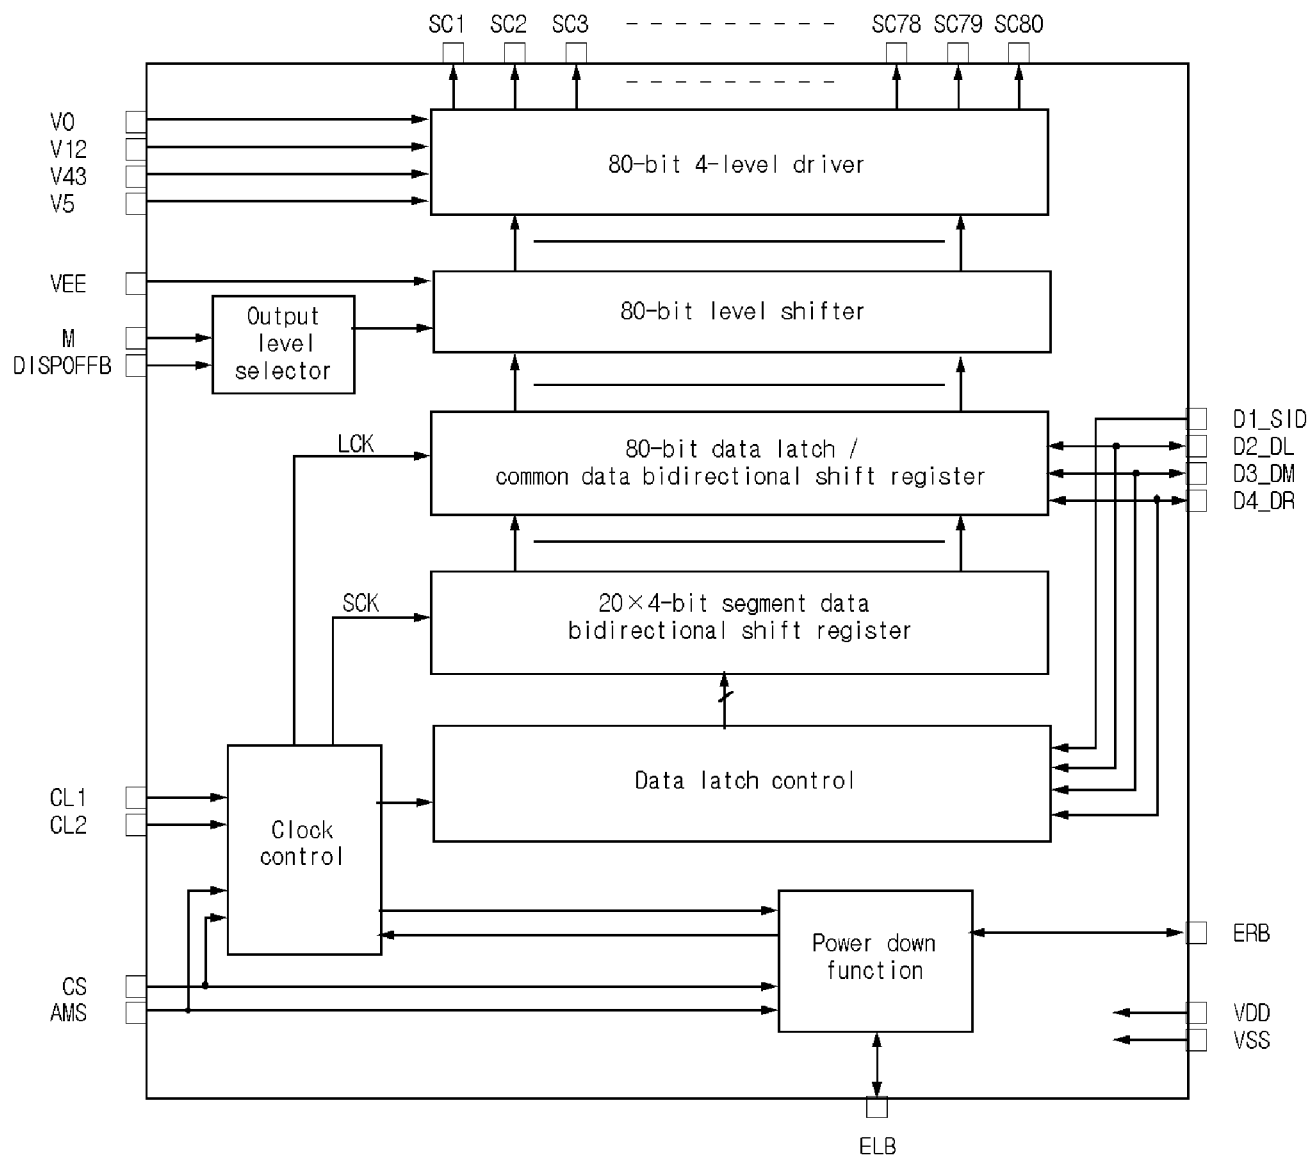 SC1 SC2 SC3 SC78 SC79 SC80
V0
V12
V43
V5
80-bit 4-level driver
VEE
80-bit level shifter
Output
level
selector
M
DISPOFFB
LCK
80-bit data latch /
common data bidirectional shift register
D1_SID
D2_DL
D3_DM
D4_DR
SCK
20×4-bit segment data
bidirectional shift register
Data latch control
CL1
CL2
Clock
control
Power down
function
ERB
CS
AMS
VDD
VSS
ELB